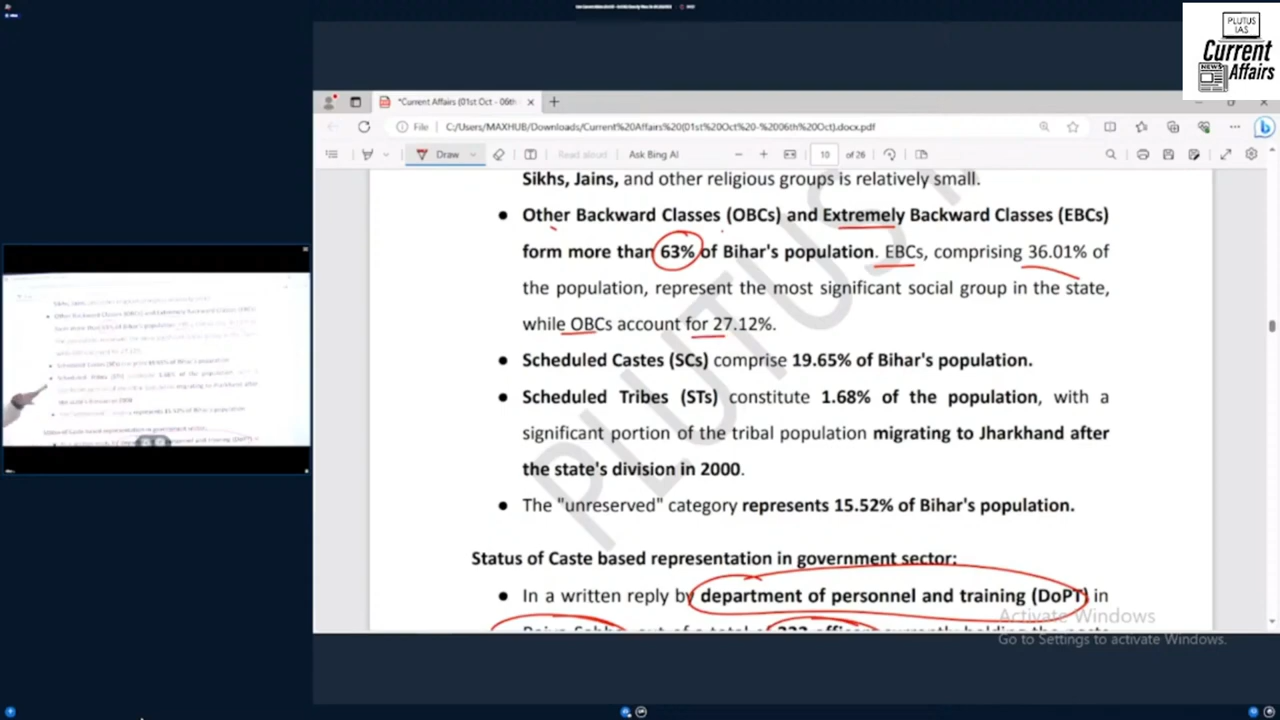 PLUTUS
IAS
Current
NEWS Affairs
*Current Affairs (01st Oct - 06th
File C:/Users/MAXHUB/Downloads/Current%20Affairs%20(01st%20Oct%20-%2006th%20Oct).docx.pdf
Draw Read aloud Ask Bing AI 10 of 26
Sikhs, Jains, and other religious groups is relatively small.
● Other Backward Classes (OBCs) and Extremely Backward Classes (EBCs)
form more than 63% of Bihar's population. EBCs, comprising 36.01% of
the population, represent the most significant social group in the state,
while OBCs account for 27.12%.
● Scheduled Castes (SCs) comprise 19.65% of Bihar's population.
● Scheduled Tribes (STs) constitute 1.68% of the population, with a
significant portion of the tribal population migrating to Jharkhand after
the state's division in 2000.
● The "unreserved" category represents 15.52% of Bihar's population.
Status of Caste based representation in government sector:
● In a written reply by department of personnel and training (DoPT) in
PLUTUS
Activate Windows
Go to Settings to activate Windows.